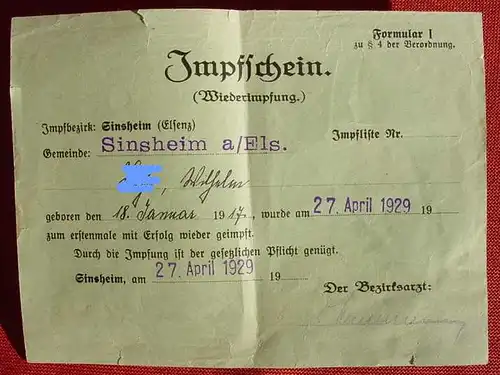 Formular I
zu § 4 der Verordnung.
Impfschein.
(Wiederimpfung.)
Impfbezirk: Sinsheim (Elsenz)
Impfliste Nr.
Gemeinde: Sinsheim a/Els.
, Wilhelm
geboren den 18. Januar 1917, wurde am 27. April 1929 19
zum erstenmale mit Erfolg wieder geimpft.
Durch die Impfung ist der gesetzlichen Pflicht genügt.
Sinsheim, am 27. April 1929 19
Der Bezirksarzt: